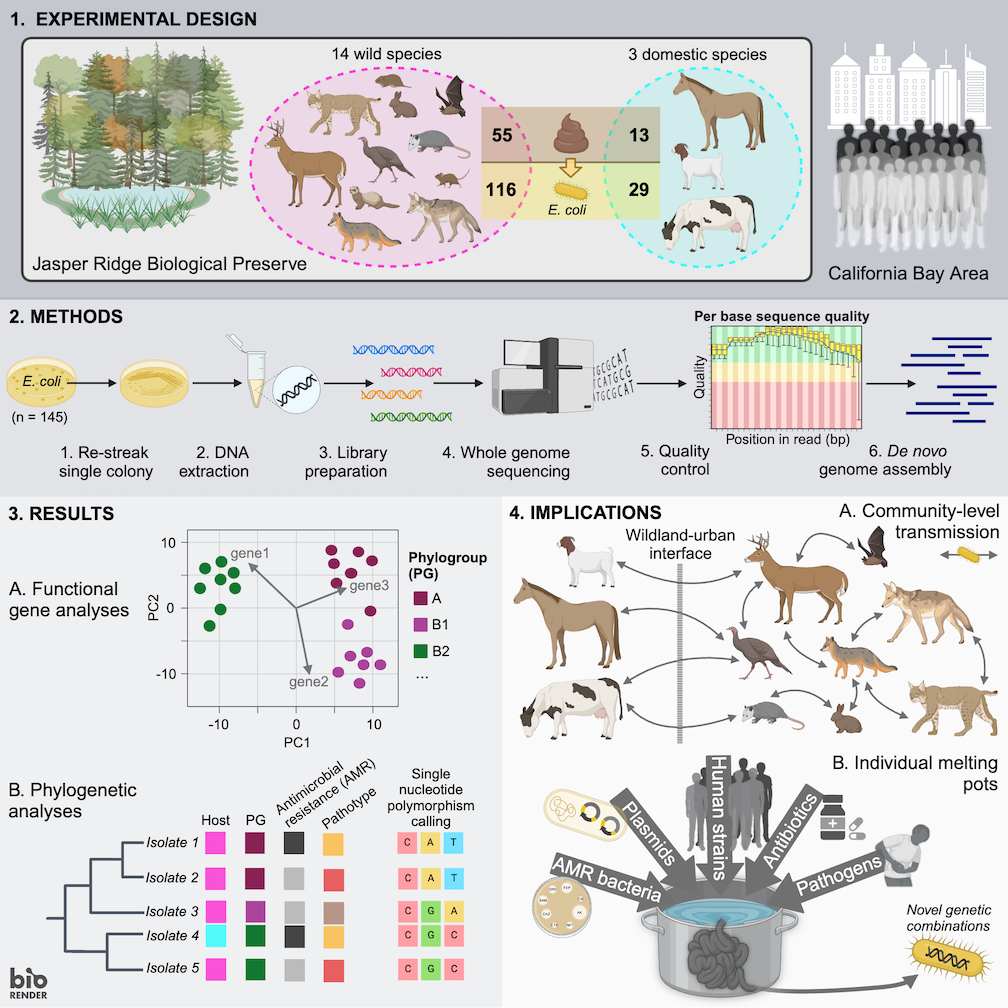 1. EXPERIMENTAL DESIGN
14 wild species
3 domestic species
55
13
116
29
E. coli
Jasper Ridge Biological Preserve
California Bay Area
2. METHODS
Per base sequence quality
E. coli
(n = 145)
GCGCAT
TCATGCG
ATGCGCAT
Quality
Position in read (bp)
1. Re-streak
single colony
2. DNA
extraction
3. Library
preparation
4. Whole genome
sequencing
5. Quality
control
6. De novo
genome assembly
3. RESULTS
A. Functional
gene analyses
10
0
-10
PC2
gene1
gene3
gene2
-10
0
10
PC1
Phylogroup
(PG)
A
B1
B2
...
B. Phylogenetic
analyses
Host
PG
Antimicrobial
resistance (AMR)
Pathotype
Single
nucleotide
polymorphism
calling
Isolate 1
C A T
Isolate 2
C A T
Isolate 3
C G A
Isolate 4
C G C
Isolate 5
C G C
bio
RENDER
4. IMPLICATIONS
A. Community-level
transmission
Wildland-urban
interface
B. Individual melting
pots
AMR bacteria
Plasmids
Human strains
Antibiotics
Pathogens
Novel genetic
combinations